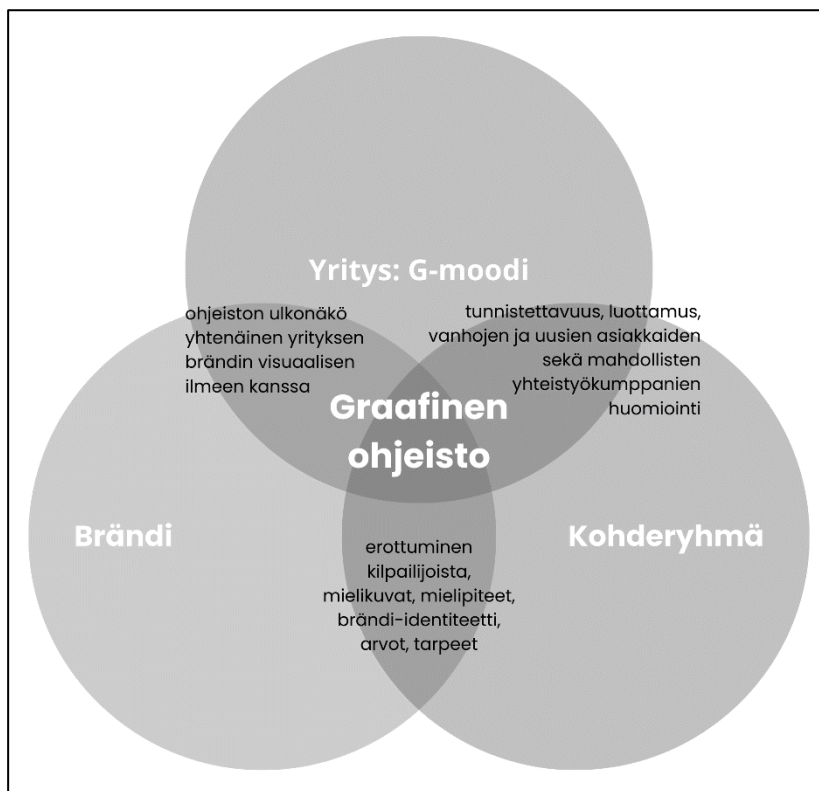 Yritys: G-moodi
ohjeiston ulkonäkö
yhtenäinen yrityksen
brändin visuaalisen
ilmeen kanssa
tunnistettavuus, luottamus,
vanhojen ja uusien asiakkaiden
sekä mahdollisten
yhteistyökumppanien
huomiointi
Graafinen
ohjeisto
Brändi
Kohderyhmä
erottuminen
kilpailijoista,
mielikuvat, mielipiteet,
brändi-identiteetti,
arvot, tarpeet